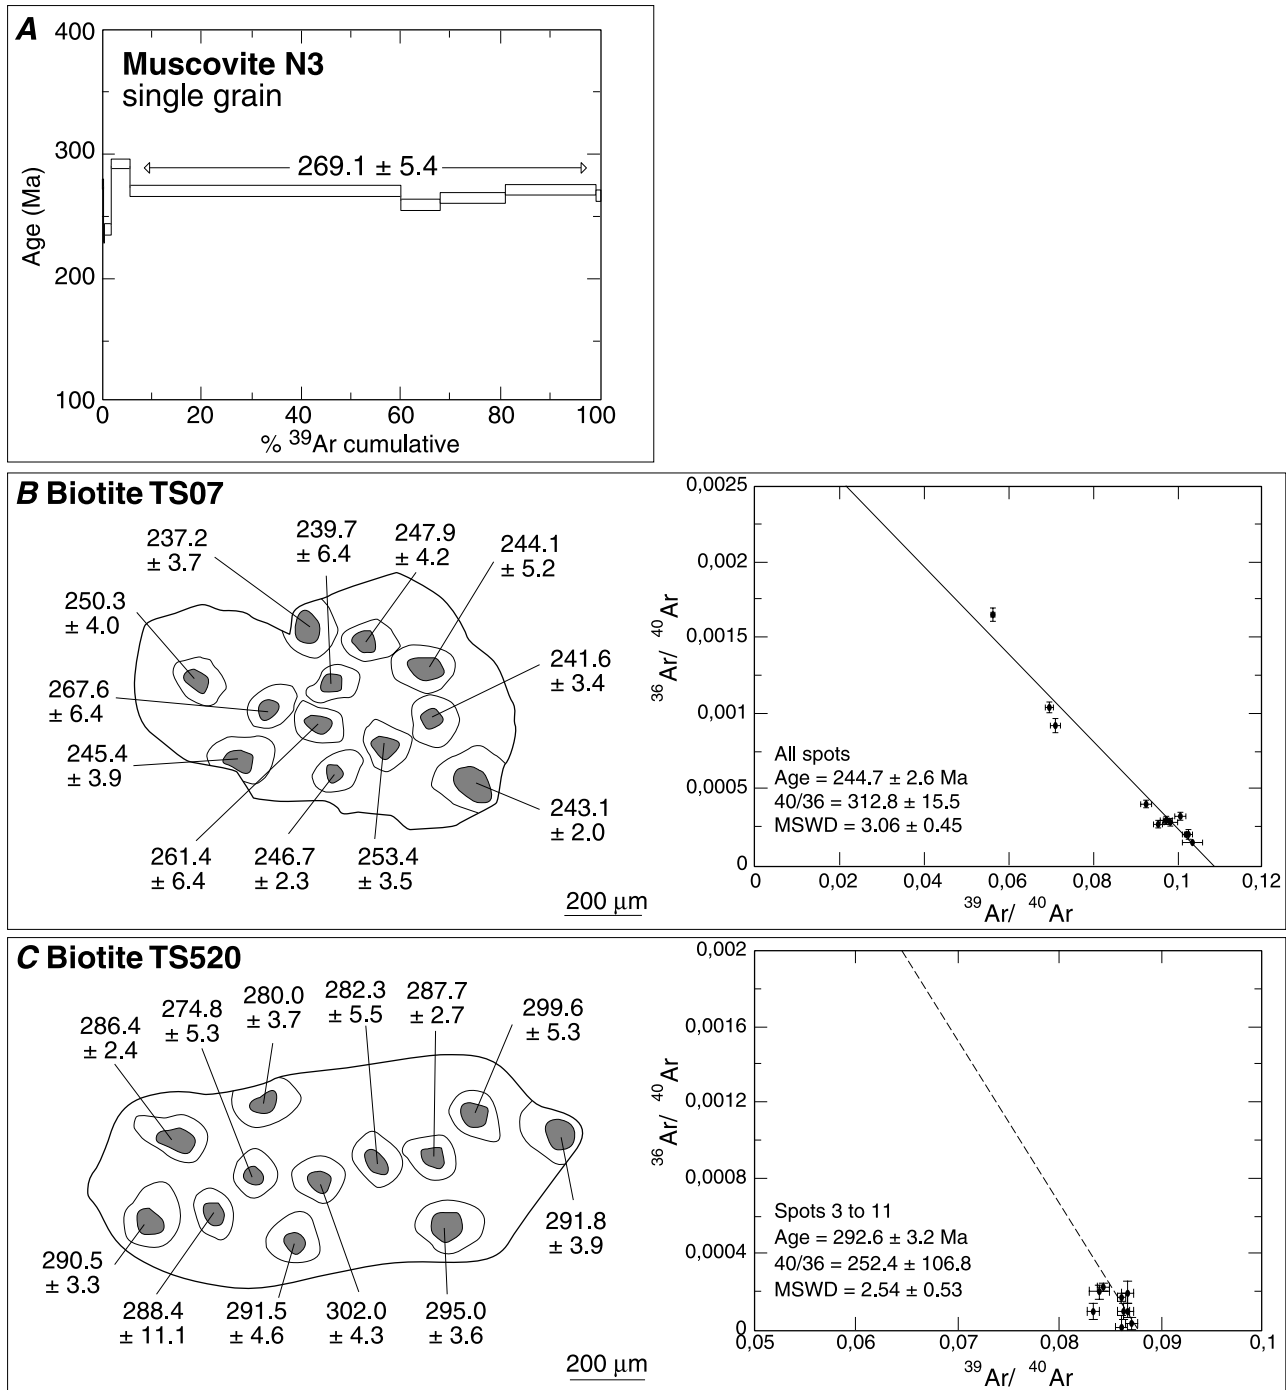 A
Muscovite N3
single grain
269.1 ± 5.4
Age (Ma)
400
300
200
100
0 20 40 60 80 100
% 39Ar cumulative
B Biotite TS07
237.2
± 3.7
239.7
± 6.4
247.9
± 4.2
244.1
± 5.2
250.3
± 4.0
241.6
± 3.4
267.6
± 6.4
245.4
± 3.9
243.1
± 2.0
261.4
± 6.4
246.7
± 2.3
253.4
± 3.5
200 µm
0,0025
0,002
0,0015
0,001
0,0005
0
36Ar/ 40Ar
All spots
Age = 244.7 ± 2.6 Ma
40/36 = 312.8 ± 15.5
MSWD = 3.06 ± 0.45
0 0,02 0,04 0,06 0,08 0,1 0,12
39Ar/ 40Ar
C Biotite TS520
286.4
± 2.4
274.8
± 5.3
280.0
± 3.7
282.3
± 5.5
287.7
± 2.7
299.6
± 5.3
291.8
± 3.9
290.5
± 3.3
288.4
± 11.1
291.5
± 4.6
302.0
± 4.3
295.0
± 3.6
200 µm
0,002
0,0016
0,0012
0,0008
0,0004
0
36Ar/ 40Ar
Spots 3 to 11
Age = 292.6 ± 3.2 Ma
40/36 = 252.4 ± 106.8
MSWD = 2.54 ± 0.53
0,05 0,06 0,07 0,08 0,09 0,1
39Ar/ 40Ar